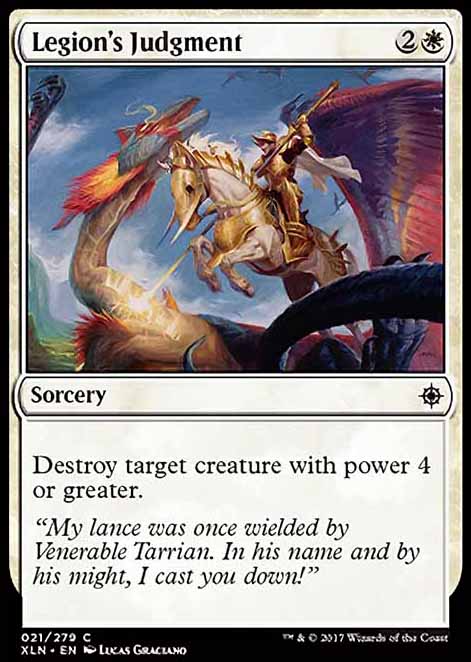 Legion's Judgment 2
Sorcery
Destroy target creature with power 4
or greater.
“My lance was once wielded by
Venerable Tarrian. In his name and by
his might, I cast you down!”
021/279 C
XLN • EN Lucas Graciano
™ & © 2017 Wizards of the Coast